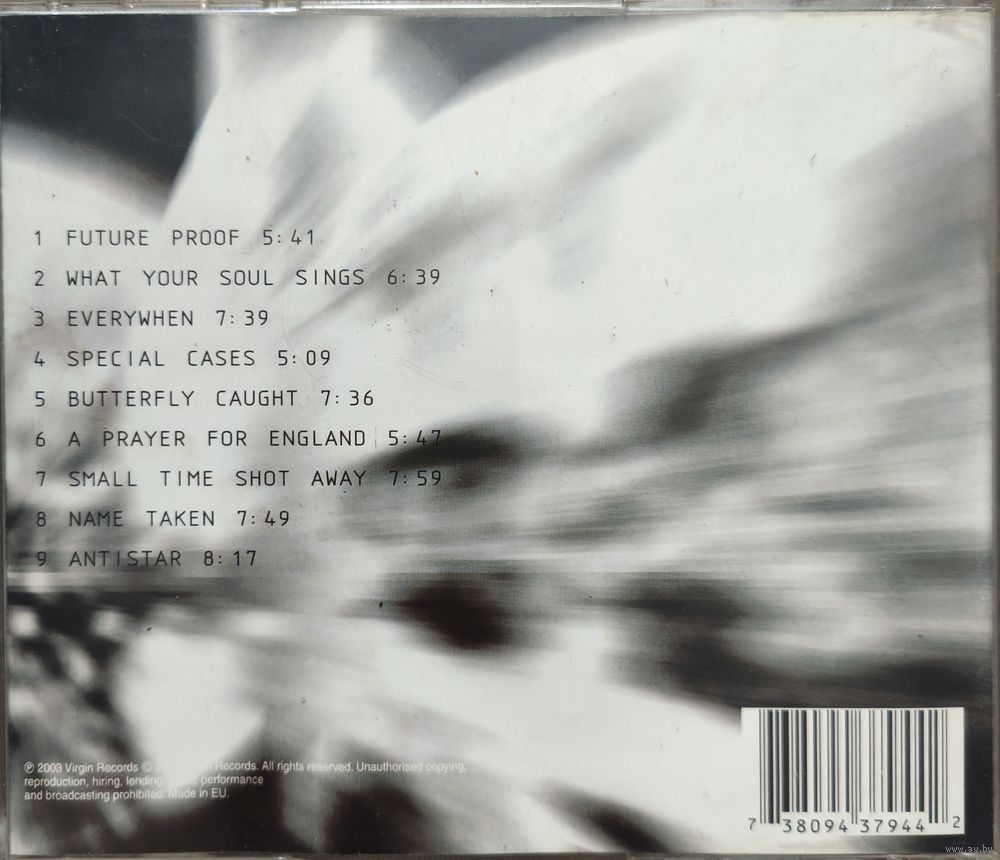 1 FUTURE PROOF 5:41
2 WHAT YOUR SOUL SINGS 6:39
3 EVERYWHEN 7:39
4 SPECIAL CASES 5:09
5 BUTTERFLY CAUGHT 7:36
6 A PRAYER FOR ENGLAND 5:47
7 SMALL TIME SHOT AWAY 7:59
8 NAME TAKEN 7:49
9 ANTISTAR 8:17
℗ 2003 Virgin Records © Records. All rights reserved. Unauthorised copying,
reproduction, hiring, lending, performance
and broadcasting prohibited. Made in EU.
7 38094 37944 2
www.av.by